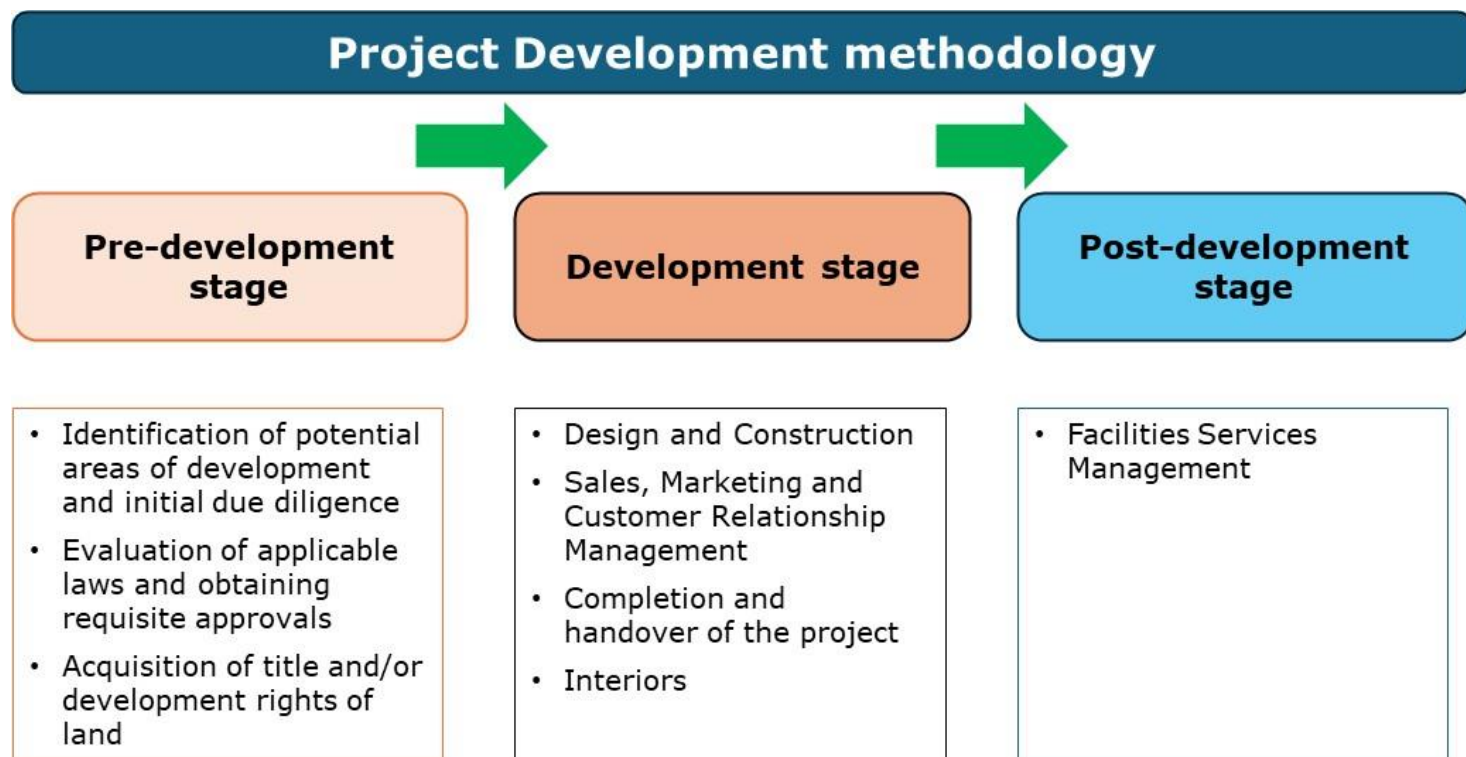 Project Development methodology
Pre-development
stage
Development stage
Post-development
stage
• Identification of potential
areas of development
and initial due diligence
• Evaluation of applicable
laws and obtaining
requisite approvals
• Acquisition of title and/or
development rights of
land
• Design and Construction
• Sales, Marketing and
Customer Relationship
Management
• Completion and
handover of the project
• Interiors
• Facilities Services
Management